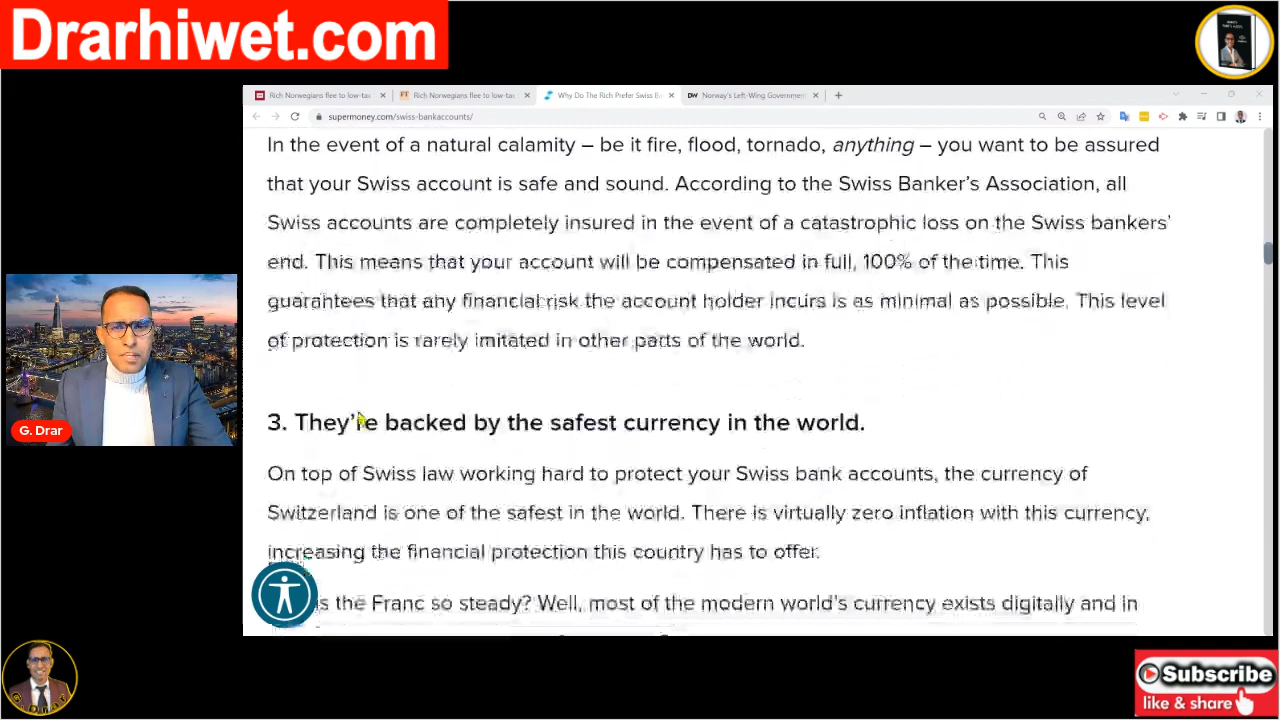 Drarhiwet.com
Rich Norwegians flee to low-tax
Rich Norwegians flee to low-tax
Why Do The Rich Prefer Swiss B
DW Norway's Left-Wing Government
supermoney.com/swiss-bankaccounts/
In the event of a natural calamity – be it fire, flood, tornado, anything – you want to be assured
that your Swiss account is safe and sound. According to the Swiss Banker's Association, all
Swiss accounts are completely insured in the event of a catastrophic loss on the Swiss bankers'
end. This means that your account will be compensated in full, 100% of the time. This
guarantees that any financial risk the account holder incurs is as minimal as possible. This level
of protection is rarely imitated in other parts of the world.
3. They're backed by the safest currency in the world.
On top of Swiss law working hard to protect your Swiss bank accounts, the currency of
Switzerland is one of the safest in the world. There is virtually zero inflation with this currency,
increasing the financial protection this country has to offer.
is the Franc so steady? Well, most of the modern world's currency exists digitally and in
G. Drar
G. Drar
Subscribe
like & share